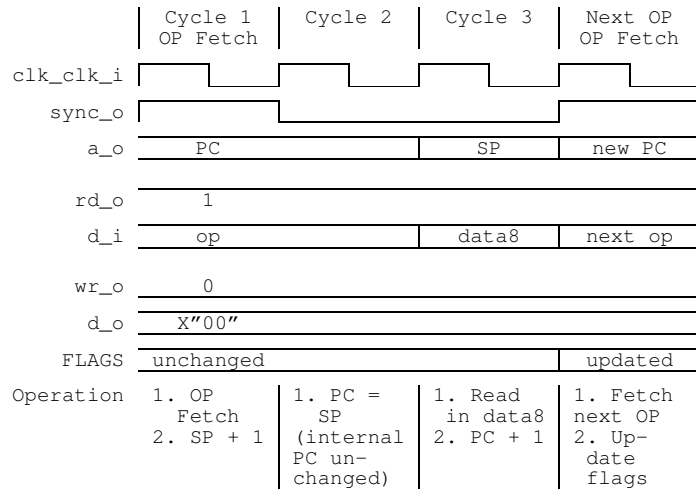 Cycle 1 Cycle 2 Cycle 3 Next OP
OP Fetch OP Fetch
clk_clk_i
sync_o
a_o PC SP new PC
rd_o 1
d_i op data8 next op
wr_o 0
d_o X"00"
FLAGS unchanged updated
Operation 1. OP 1. PC = 1. Read 1. Fetch
Fetch SP in data8 next OP
2. SP + 1 (internal 2. PC + 1 2. Up-
PC un- date
changed) flags